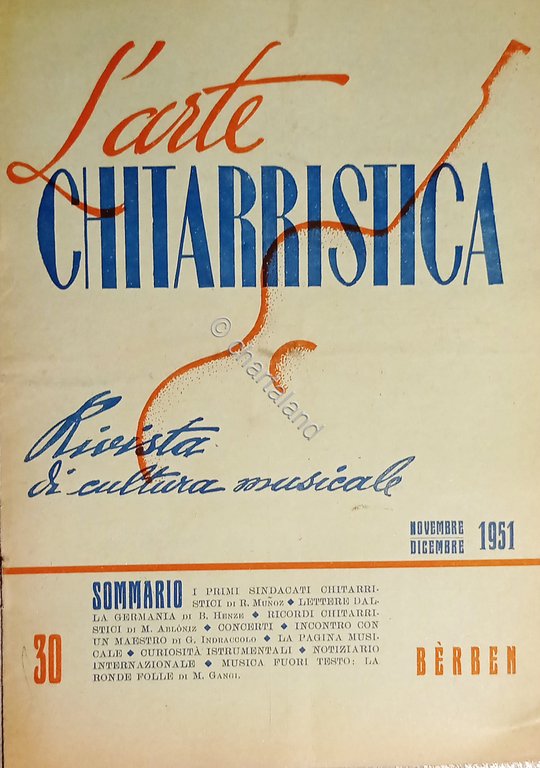 L'arte
CHITARRISTICA
© chartaland
Rivista
di cultura musicale
NOVEMBRE
DICEMBRE 1951
SOMMARIO I PRIMI SINDACATI CHITARRI-
STICI DI R. MUÑOZ ◆ LETTERE DAL-
LA GERMANIA DI B. HENZE ◆ RICORDI CHITARRI-
STICI DI M. ABLÓNIZ ◆ CONCERTI ◆ INCONTRO CON
UN MAESTRO DI G. INDRACCOLO ◆ LA PAGINA MUSI-
CALE ◆ CURIOSITÀ ISTRUMENTALI ◆ NOTIZIARIO
INTERNAZIONALE ◆ MUSICA FUORI TESTO: LA
RONDE FOLLE DI M. GANGI.
30
BÈRBEN